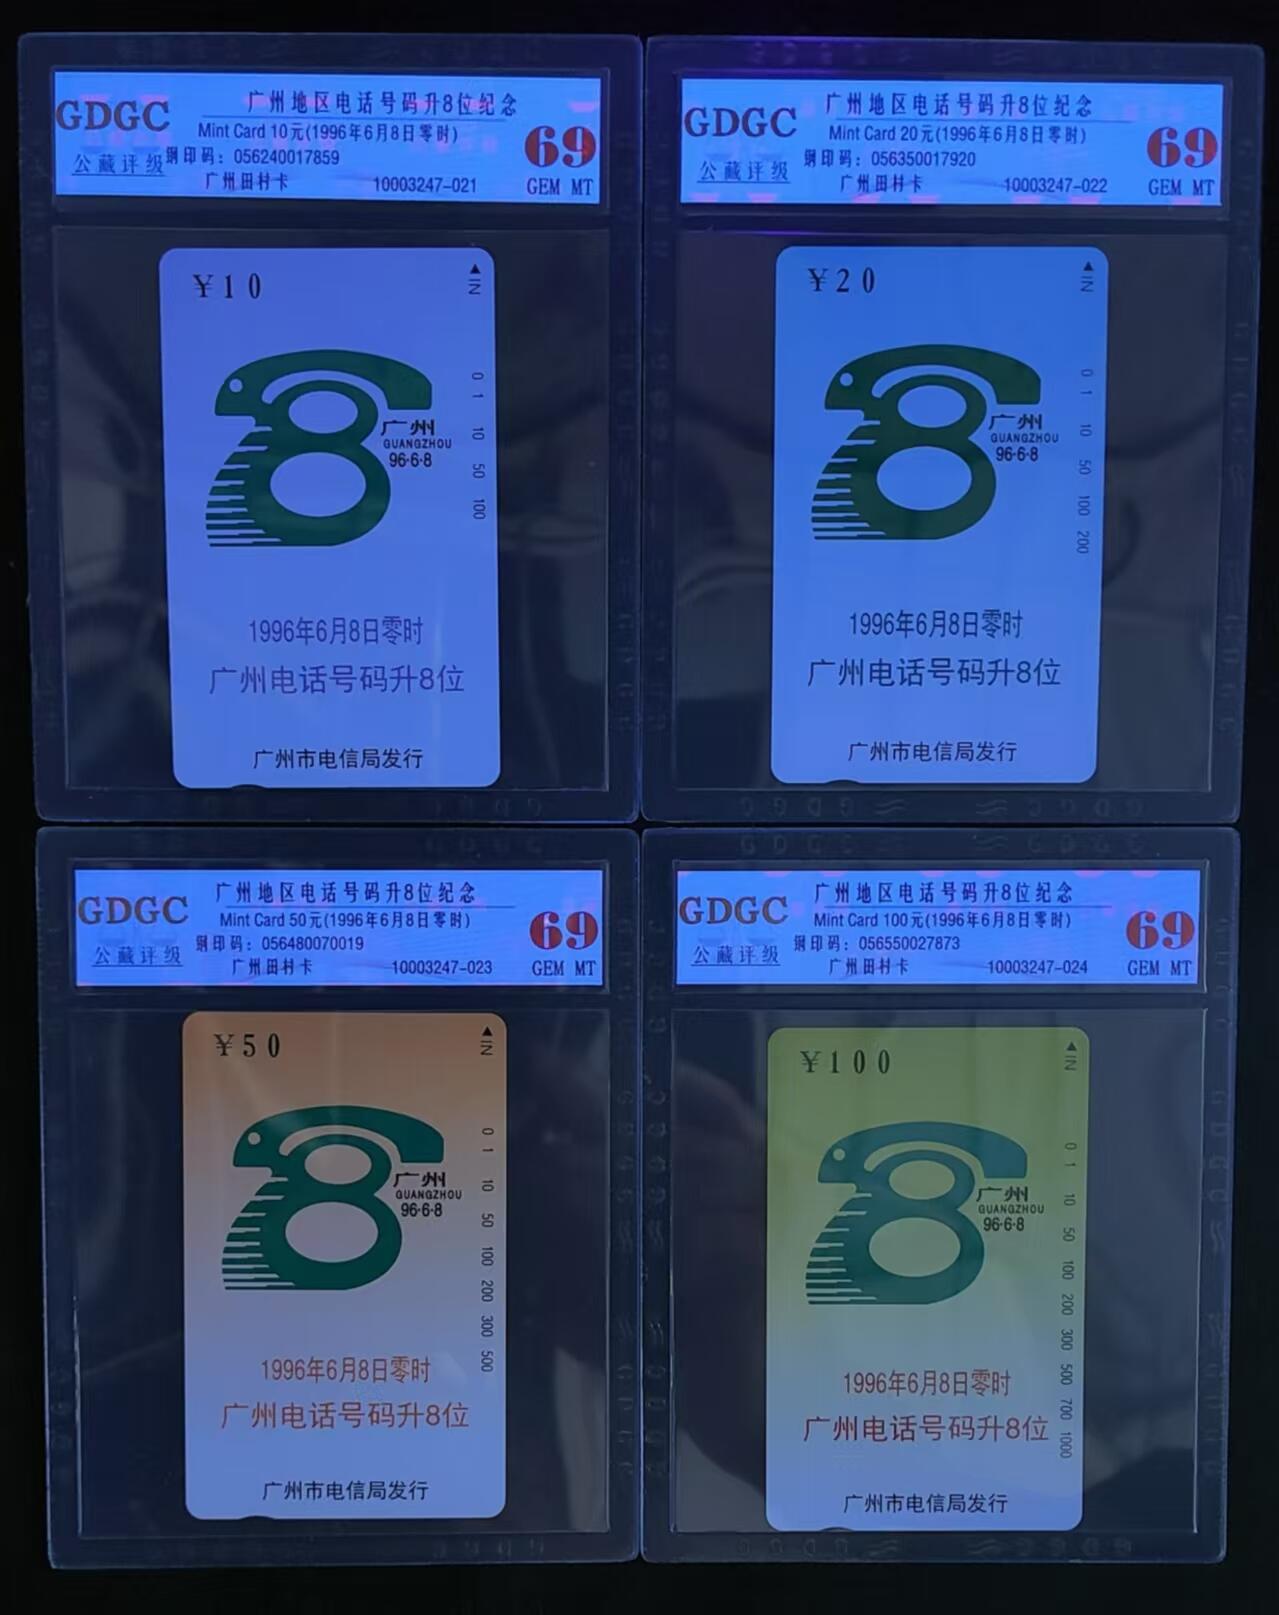 GDGC
公藏评级
广州地区电话号码升8位纪念
Mint Card 10元(1996年6月8日零时)
钢印码：056240017859
广州田村卡 10003247-021
69
GEM MT
¥10
▲IN
0 1 10 50 100
广州
GUANGZHOU
96·6·8
1996年6月8日零时
广州电话号码升8位
广州市电信局发行
GDGC
公藏评级
广州地区电话号码升8位纪念
Mint Card 20元(1996年6月8日零时)
钢印码：056350017920
广州田村卡 10003247-022
69
GEM MT
¥20
▲IN
0 1 10 50 100 200
广州
GUANGZHOU
96·6·8
1996年6月8日零时
广州电话号码升8位
广州市电信局发行
GDGC
公藏评级
广州地区电话号码升8位纪念
Mint Card 50元(1996年6月8日零时)
钢印码：056480070019
广州田村卡 10003247-023
69
GEM MT
¥50
▲IN
0 1 10 50 100 200 300 500
广州
GUANGZHOU
96·6·8
1996年6月8日零时
广州电话号码升8位
广州市电信局发行
GDGC
公藏评级
广州地区电话号码升8位纪念
Mint Card 100元(1996年6月8日零时)
钢印码：056550027873
广州田村卡 10003247-024
69
GEM MT
¥100
▲IN
0 1 10 50 100 200 300 500 700 1000
广州
GUANGZHOU
96·6·8
1996年6月8日零时
广州电话号码升8位
广州市电信局发行